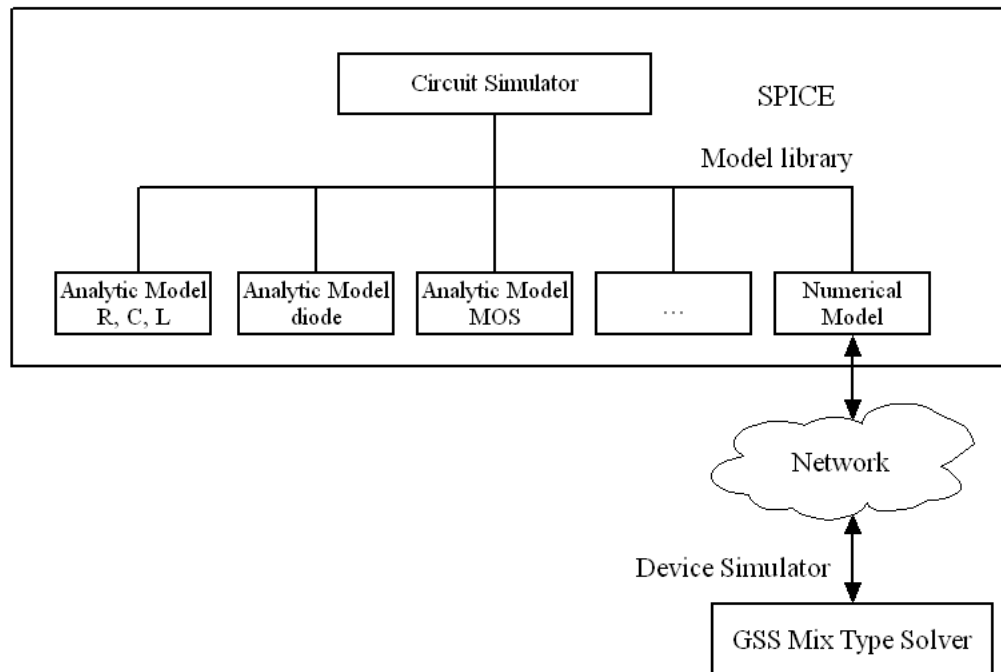 Circuit Simulator
SPICE
Model library
Analytic Model
R, C, L
Analytic Model
diode
Analytic Model
MOS
...
Numerical
Model
Network
Device Simulator
GSS Mix Type Solver